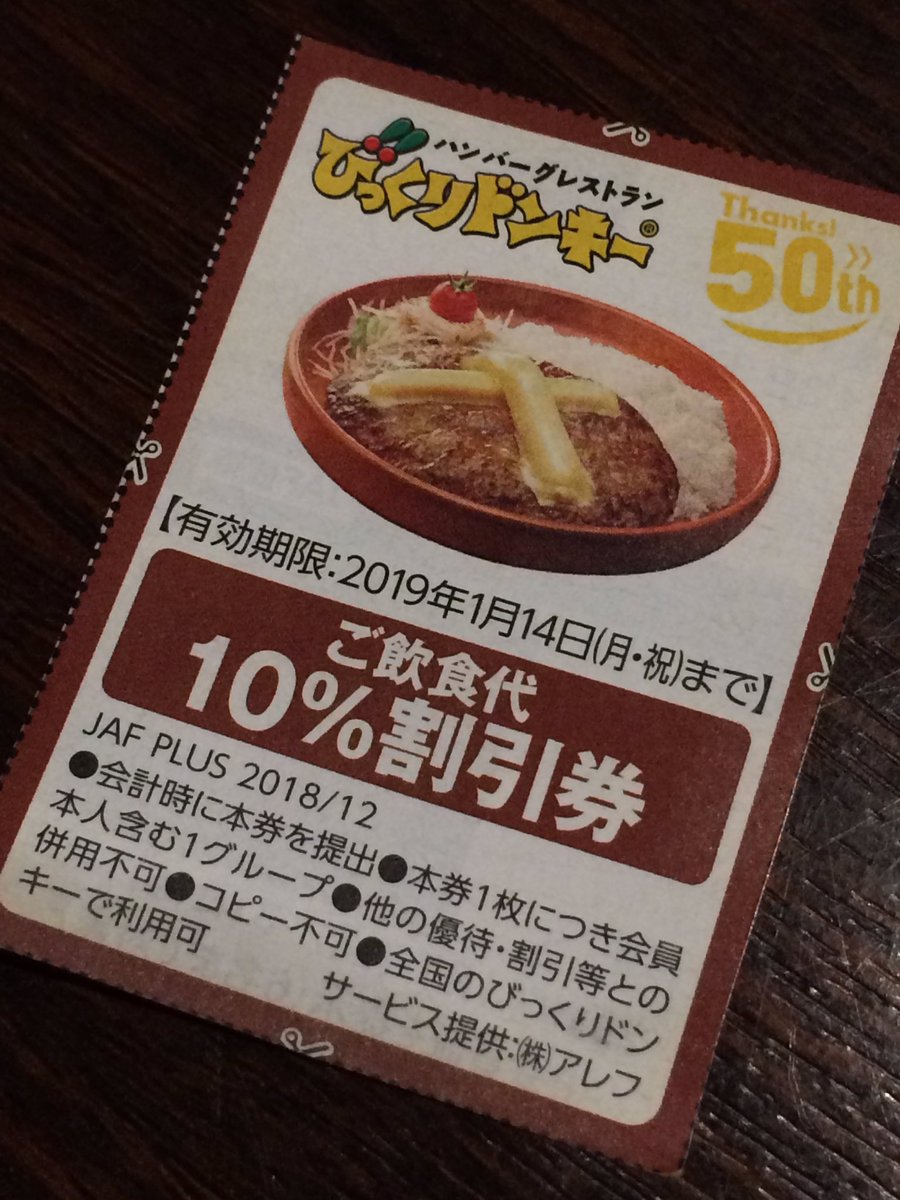 ハンバーグレストラン
びっくりドンキー®
Thanks!
50th
【有効期限:2019年1月14日(月・祝)まで】
ご飲食代
10%割引券
JAF PLUS 2018/12
●会計時に本券を提出●本券1枚につき会員
本人含む1グループ●他の優待・割引等との
併用不可●コピー不可●全国のびっくりドン
キーで利用可
サービス提供:㈱アレフ